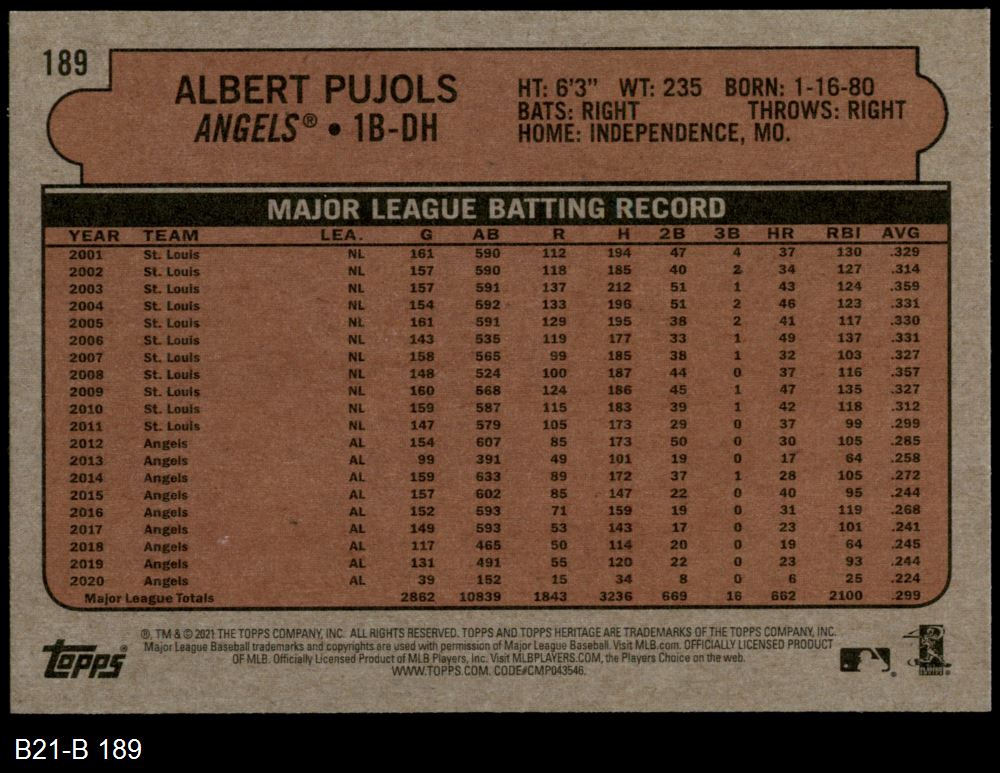 189
ALBERT PUJOLS
ANGELS® • 1B-DH
HT: 6'3" WT: 235 BORN: 1-16-80
BATS: RIGHT THROWS: RIGHT
HOME: INDEPENDENCE, MO.
MAJOR LEAGUE BATTING RECORD
YEAR TEAM LEA. G AB R H 2B 3B HR RBI AVG
2001 St. Louis NL 161 590 112 194 47 4 37 130 .329
2002 St. Louis NL 157 590 118 185 40 2 34 127 .314
2003 St. Louis NL 157 591 137 212 51 1 43 124 .359
2004 St. Louis NL 154 592 133 196 51 2 46 123 .331
2005 St. Louis NL 161 591 129 195 38 2 41 117 .330
2006 St. Louis NL 143 535 119 177 33 1 49 137 .331
2007 St. Louis NL 158 565 99 185 38 1 32 103 .327
2008 St. Louis NL 148 524 100 187 44 0 37 116 .357
2009 St. Louis NL 160 568 124 186 45 1 47 135 .327
2010 St. Louis NL 159 587 115 183 39 1 42 118 .312
2011 St. Louis NL 147 579 105 173 29 0 37 99 .299
2012 Angels AL 154 607 85 173 50 0 30 105 .285
2013 Angels AL 99 391 49 101 19 0 17 64 .258
2014 Angels AL 159 633 89 172 37 1 28 105 .272
2015 Angels AL 157 602 85 147 22 0 40 95 .244
2016 Angels AL 152 593 71 159 19 0 31 119 .268
2017 Angels AL 149 593 53 143 17 0 23 101 .241
2018 Angels AL 117 465 50 114 20 0 19 64 .245
2019 Angels AL 131 491 55 120 22 0 23 93 .244
2020 Angels AL 39 152 15 34 8 0 6 25 .224
Major League Totals 2862 10839 1843 3236 669 16 662 2100 .299
®, TM & © 2021 THE TOPPS COMPANY, INC. ALL RIGHTS RESERVED. TOPPS AND TOPPS HERITAGE ARE TRADEMARKS OF THE TOPPS COMPANY, INC.
Major League Baseball trademarks and copyrights are used with permission of Major League Baseball. Visit MLB.com. OFFICIALLY LICENSED PRODUCT
OF MLB. Officially Licensed Product of MLB Players, Inc. Visit MLBPLAYERS.COM, the Players Choice on the web.
WWW.TOPPS.COM. CODE#CMP043546.
topps®
B21-B 189